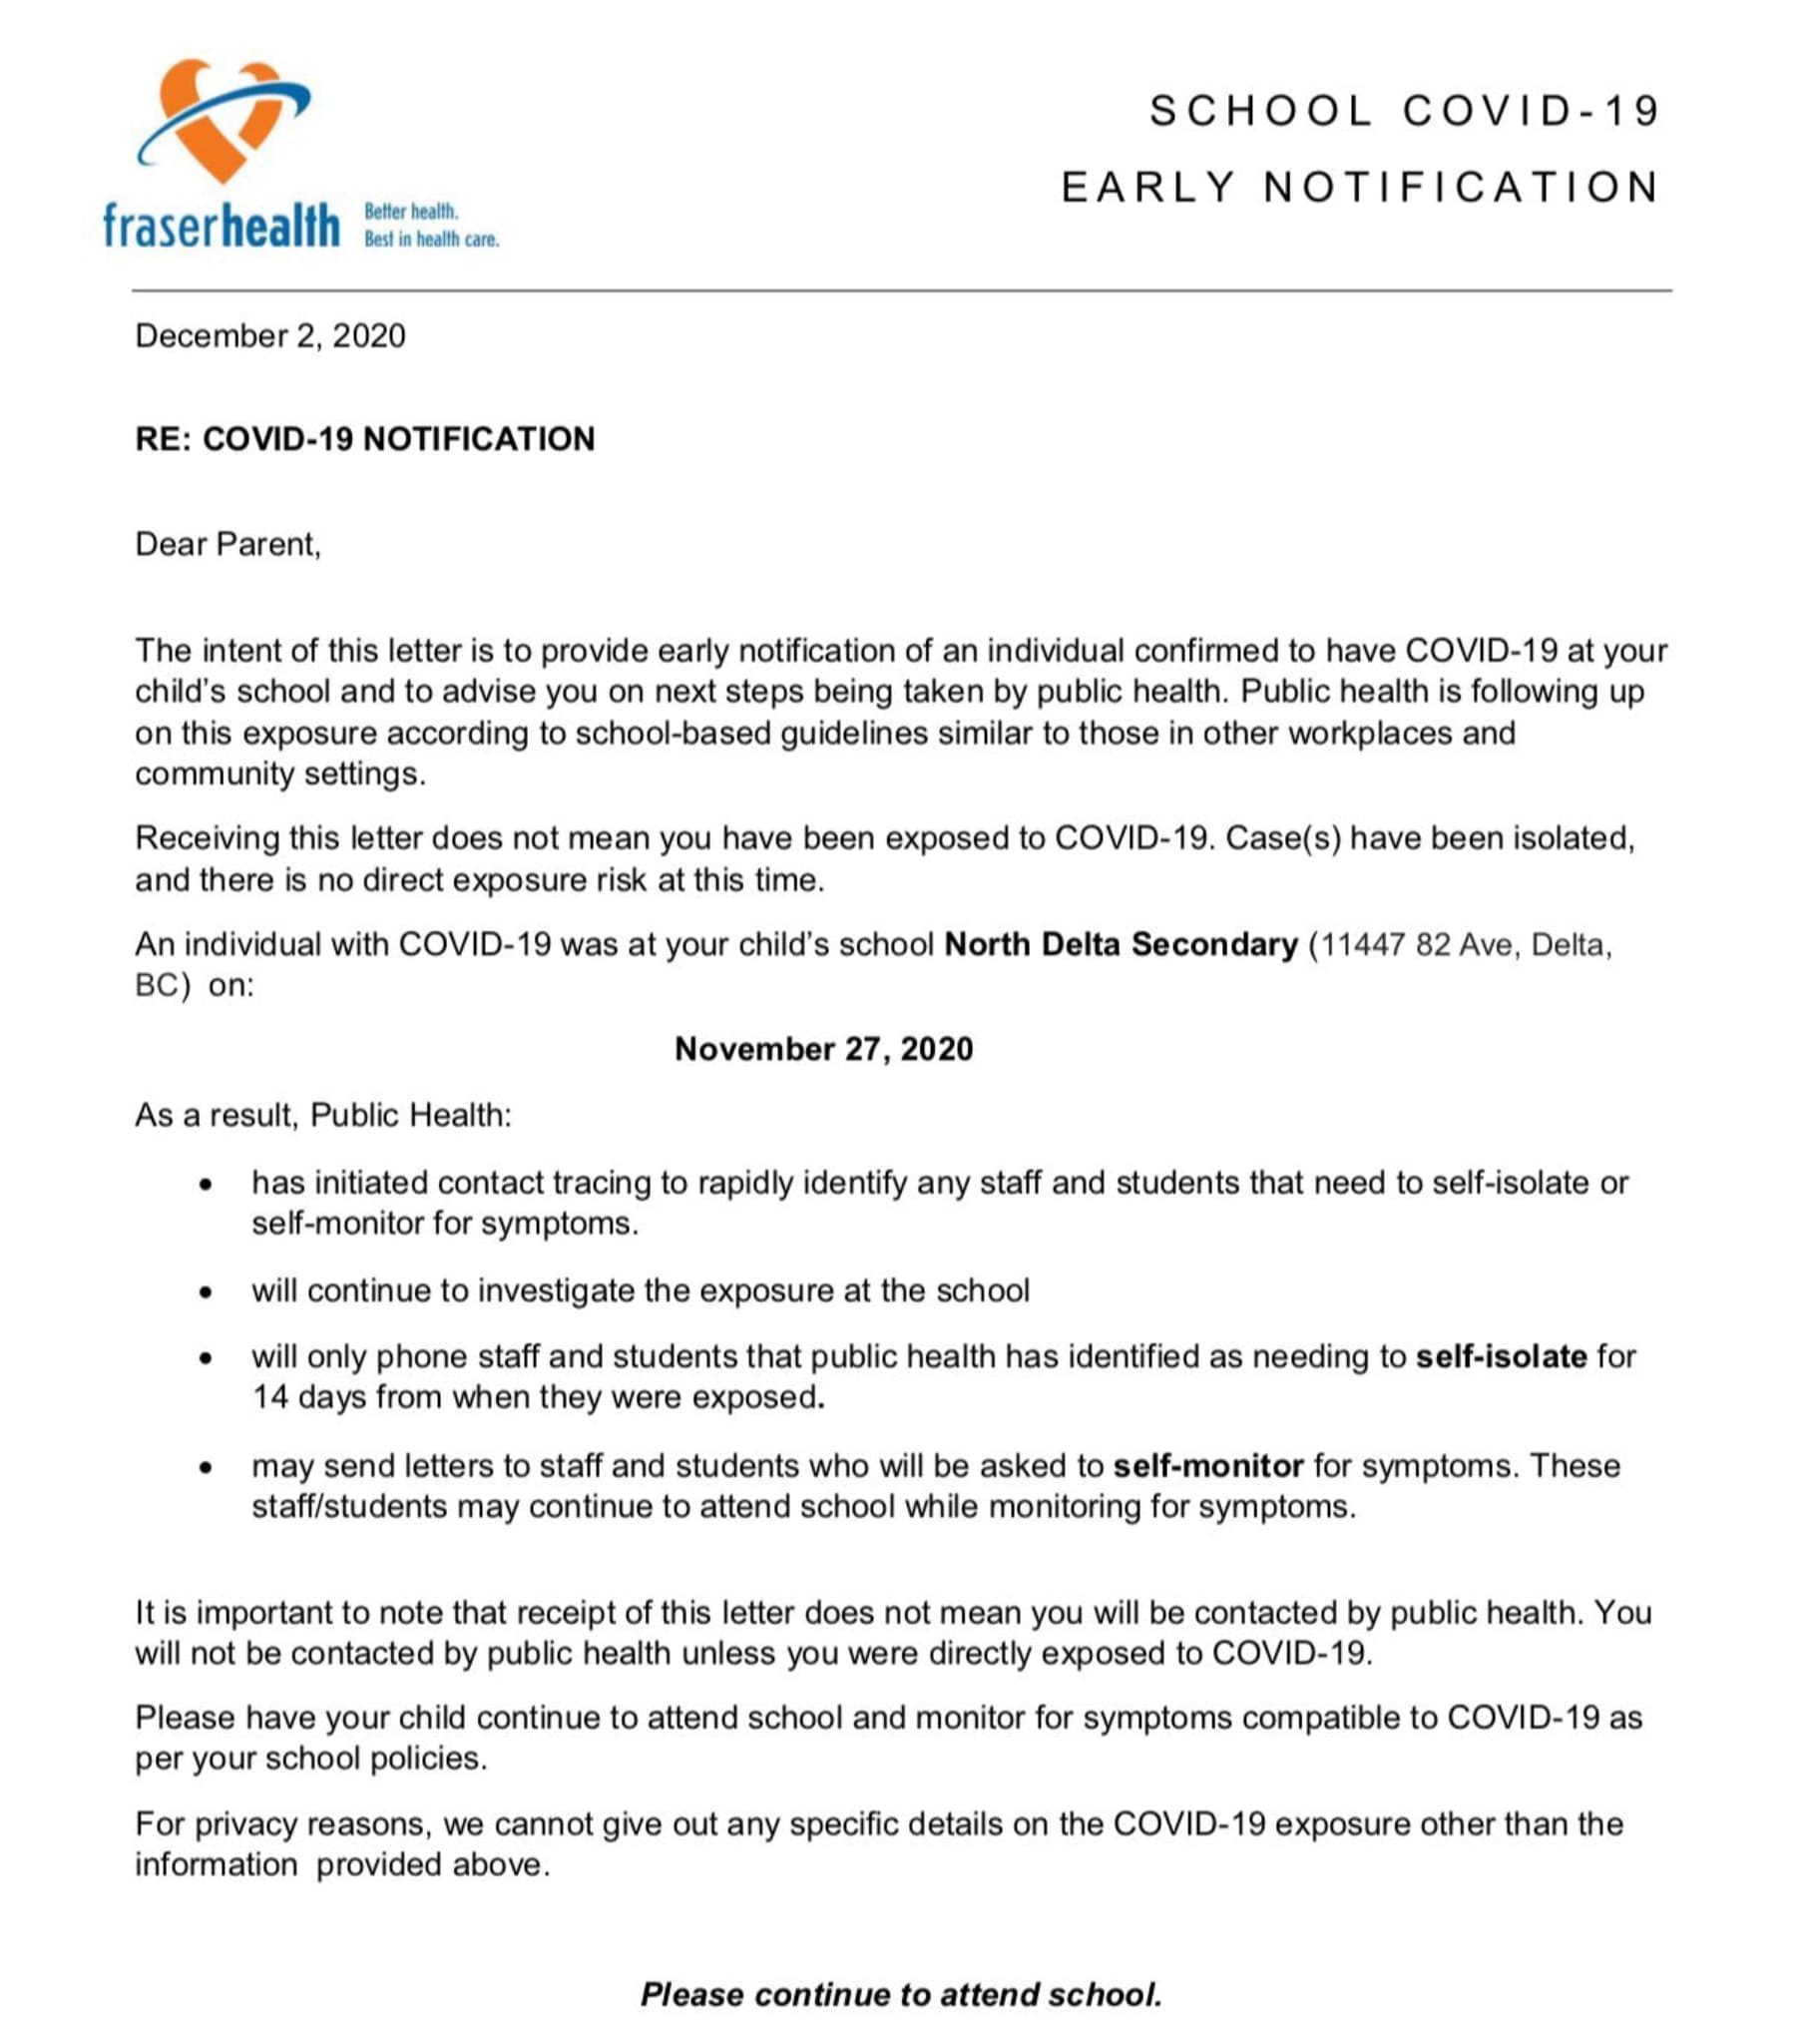 SCHOOL COVID-19
EARLY NOTIFICATION
fraserhealth
Better health.
Best in health care.
December 2, 2020
RE: COVID-19 NOTIFICATION
Dear Parent,
The intent of this letter is to provide early notification of an individual confirmed to have COVID-19 at your
child's school and to advise you on next steps being taken by public health. Public health is following up
on this exposure according to school-based guidelines similar to those in other workplaces and
community settings.
Receiving this letter does not mean you have been exposed to COVID-19. Case(s) have been isolated,
and there is no direct exposure risk at this time.
An individual with COVID-19 was at your child's school North Delta Secondary (11447 82 Ave, Delta,
BC) on:
November 27, 2020
As a result, Public Health:
• has initiated contact tracing to rapidly identify any staff and students that need to self-isolate or
self-monitor for symptoms.
• will continue to investigate the exposure at the school
• will only phone staff and students that public health has identified as needing to self-isolate for
14 days from when they were exposed.
• may send letters to staff and students who will be asked to self-monitor for symptoms. These
staff/students may continue to attend school while monitoring for symptoms.
It is important to note that receipt of this letter does not mean you will be contacted by public health. You
will not be contacted by public health unless you were directly exposed to COVID-19.
Please have your child continue to attend school and monitor for symptoms compatible to COVID-19 as
per your school policies.
For privacy reasons, we cannot give out any specific details on the COVID-19 exposure other than the
information provided above.
Please continue to attend school.